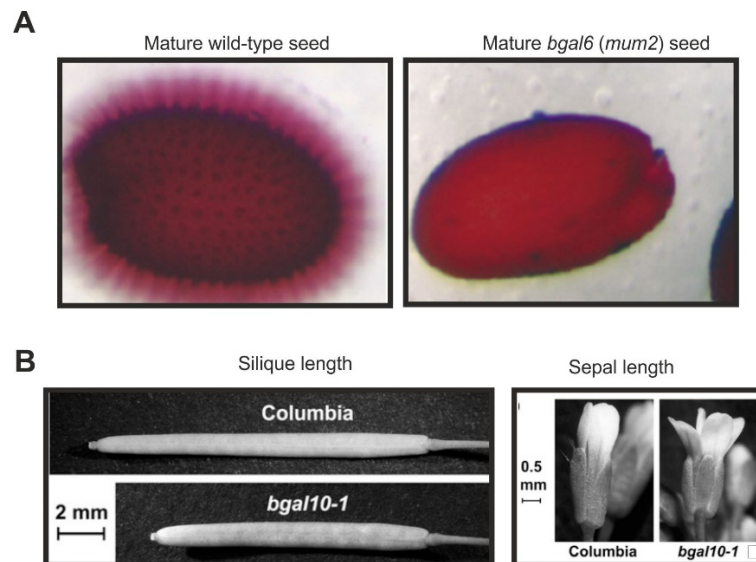 A
Mature wild-type seed
Mature bgal6 (mum2) seed
B
Silique length
Sepal length
Columbia
2 mm
bgal10-1
0.5
mm
Columbia
bgal10-1